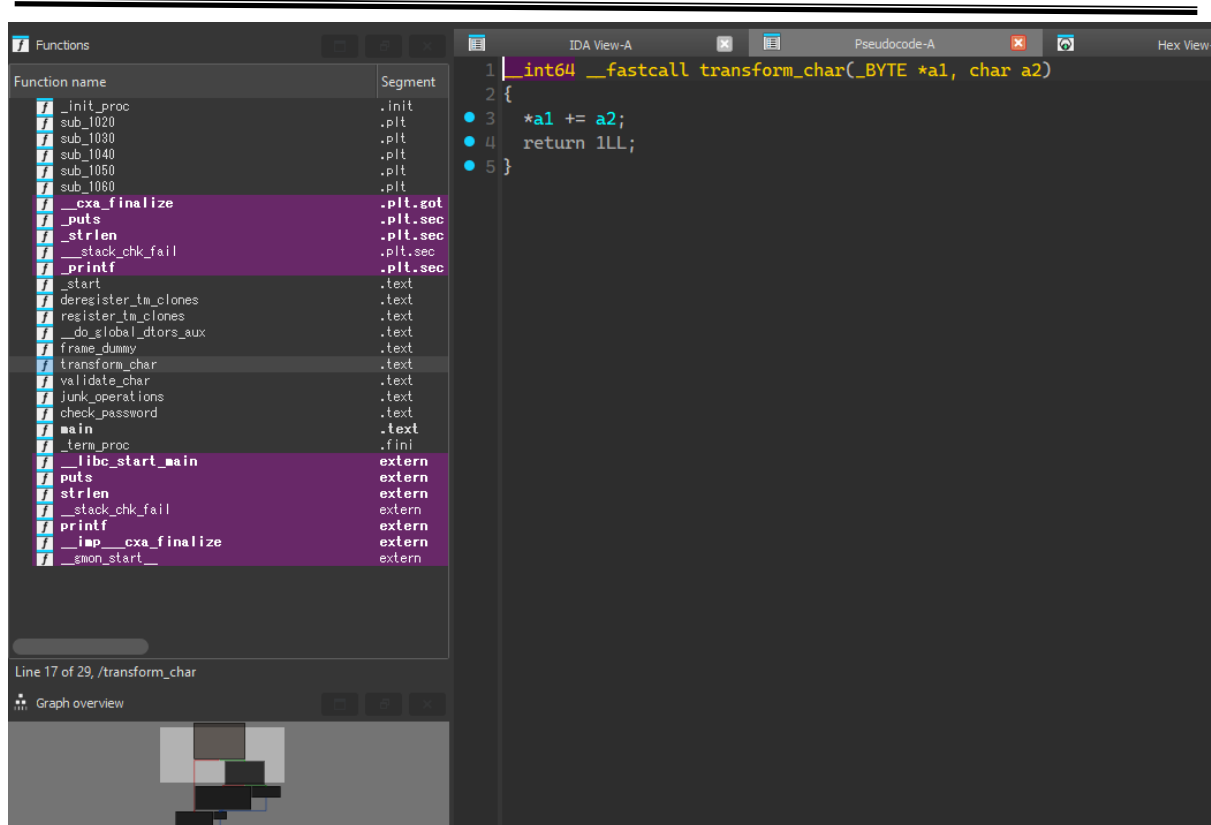 Functions
Function name Segment
_init_proc .init
sub_1020 .plt
sub_1030 .plt
sub_1040 .plt
sub_1050 .plt
sub_1060 .plt
__cxa_finalize .plt.got
_puts .plt.sec
_strlen .plt.sec
___stack_chk_fail .plt.sec
_printf .plt.sec
_start .text
deregister_tm_clones .text
register_tm_clones .text
__do_global_dtors_aux .text
frame_dummy .text
transform_char .text
validate_char .text
junk_operations .text
check_password .text
main .text
_term_proc .fini
__libc_start_main extern
puts extern
strlen extern
__stack_chk_fail extern
printf extern
__imp___cxa_finalize extern
__gmon_start__ extern
Line 17 of 29, /transform_char
Graph overview
IDA View-A Pseudocode-A Hex View
1 __int64 __fastcall transform_char(_BYTE *a1, char a2)
2 {
3 *a1 += a2;
4 return 1LL;
5 }